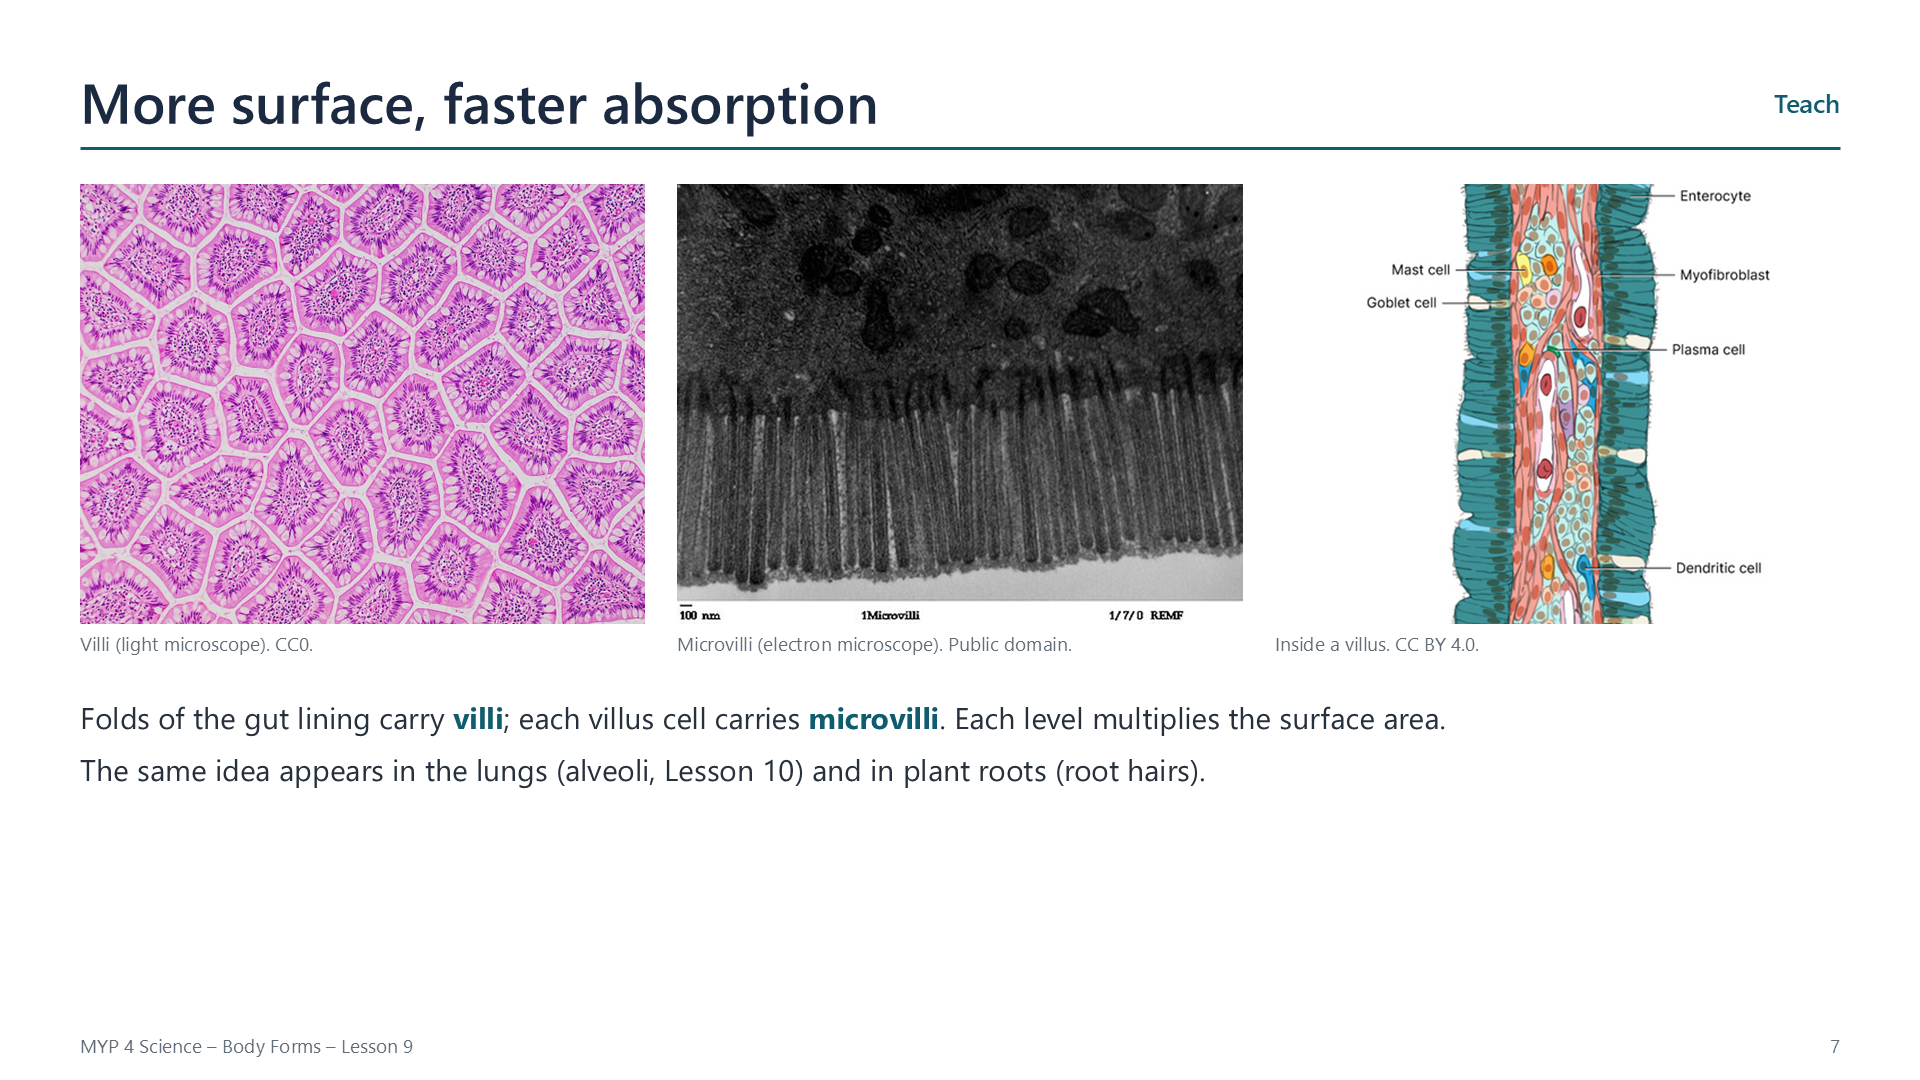 More surface, faster absorption
Teach
Enterocyte
Mast cell
Myofibroblast
Goblet cell
Plasma cell
Dendritic cell
100 nm
1Microvilli
1/7/0 REMF
Villi (light microscope). CC0.
Microvilli (electron microscope). Public domain.
Inside a villus. CC BY 4.0.
Folds of the gut lining carry villi; each villus cell carries microvilli. Each level multiplies the surface area.
The same idea appears in the lungs (alveoli, Lesson 10) and in plant roots (root hairs).
MYP 4 Science – Body Forms – Lesson 9
7